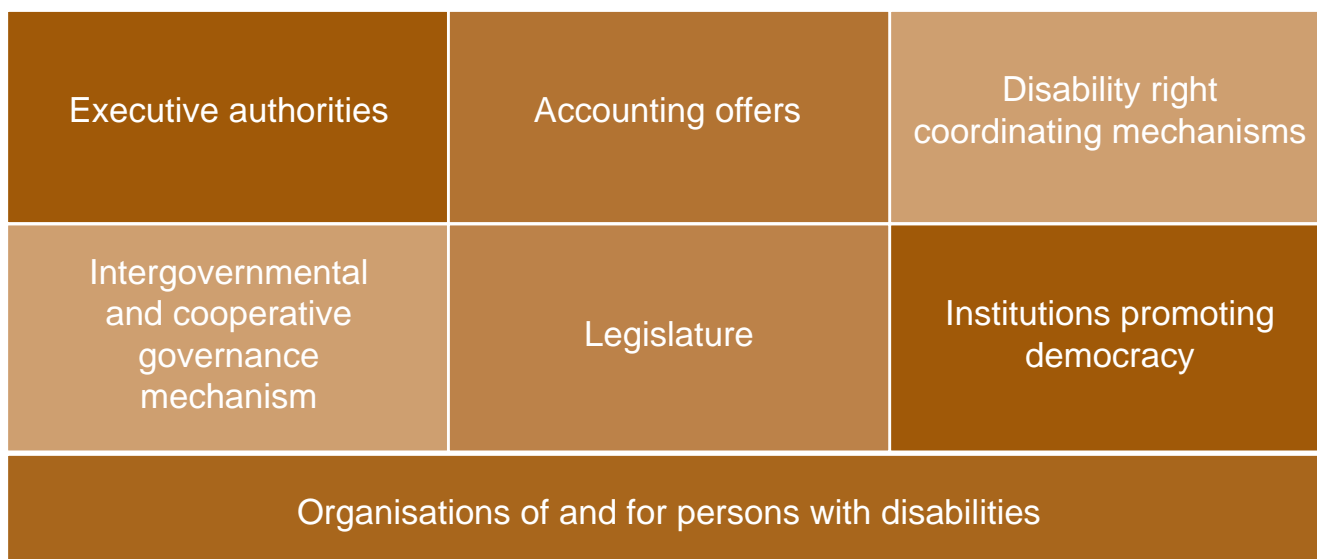 Executive authorities
Accounting offers
Disability right
coordinating mechanisms
Intergovernmental
and cooperative
governance
mechanism
Legislature
Institutions promoting
democracy
Organisations of and for persons with disabilities